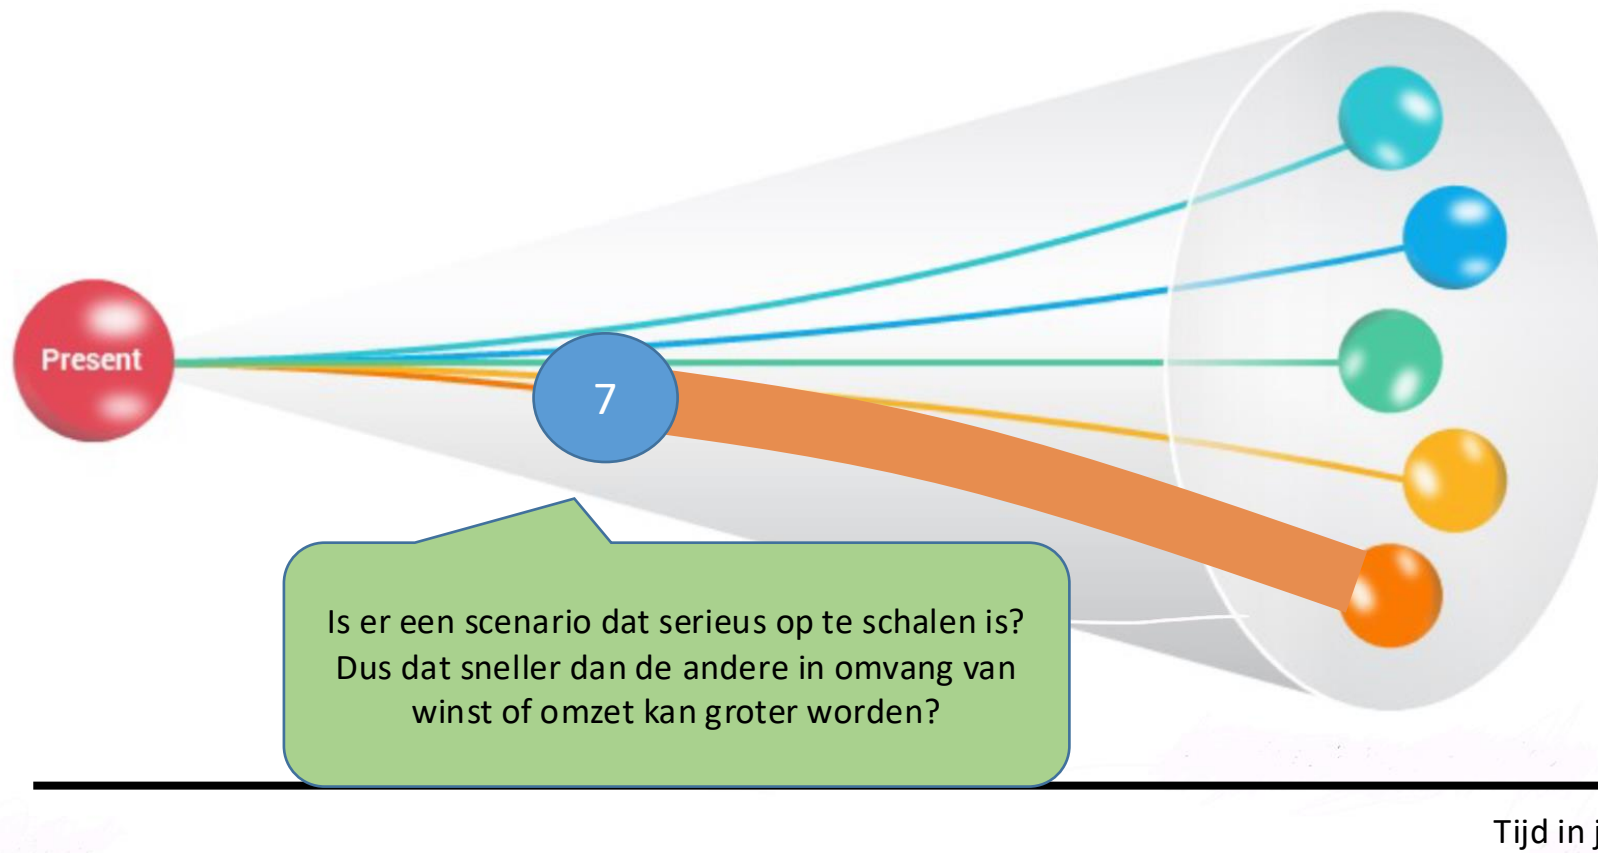 Present
7
Is er een scenario dat serieus op te schalen is?
Dus dat sneller dan de andere in omvang van
winst of omzet kan groter worden?
Tijd in j